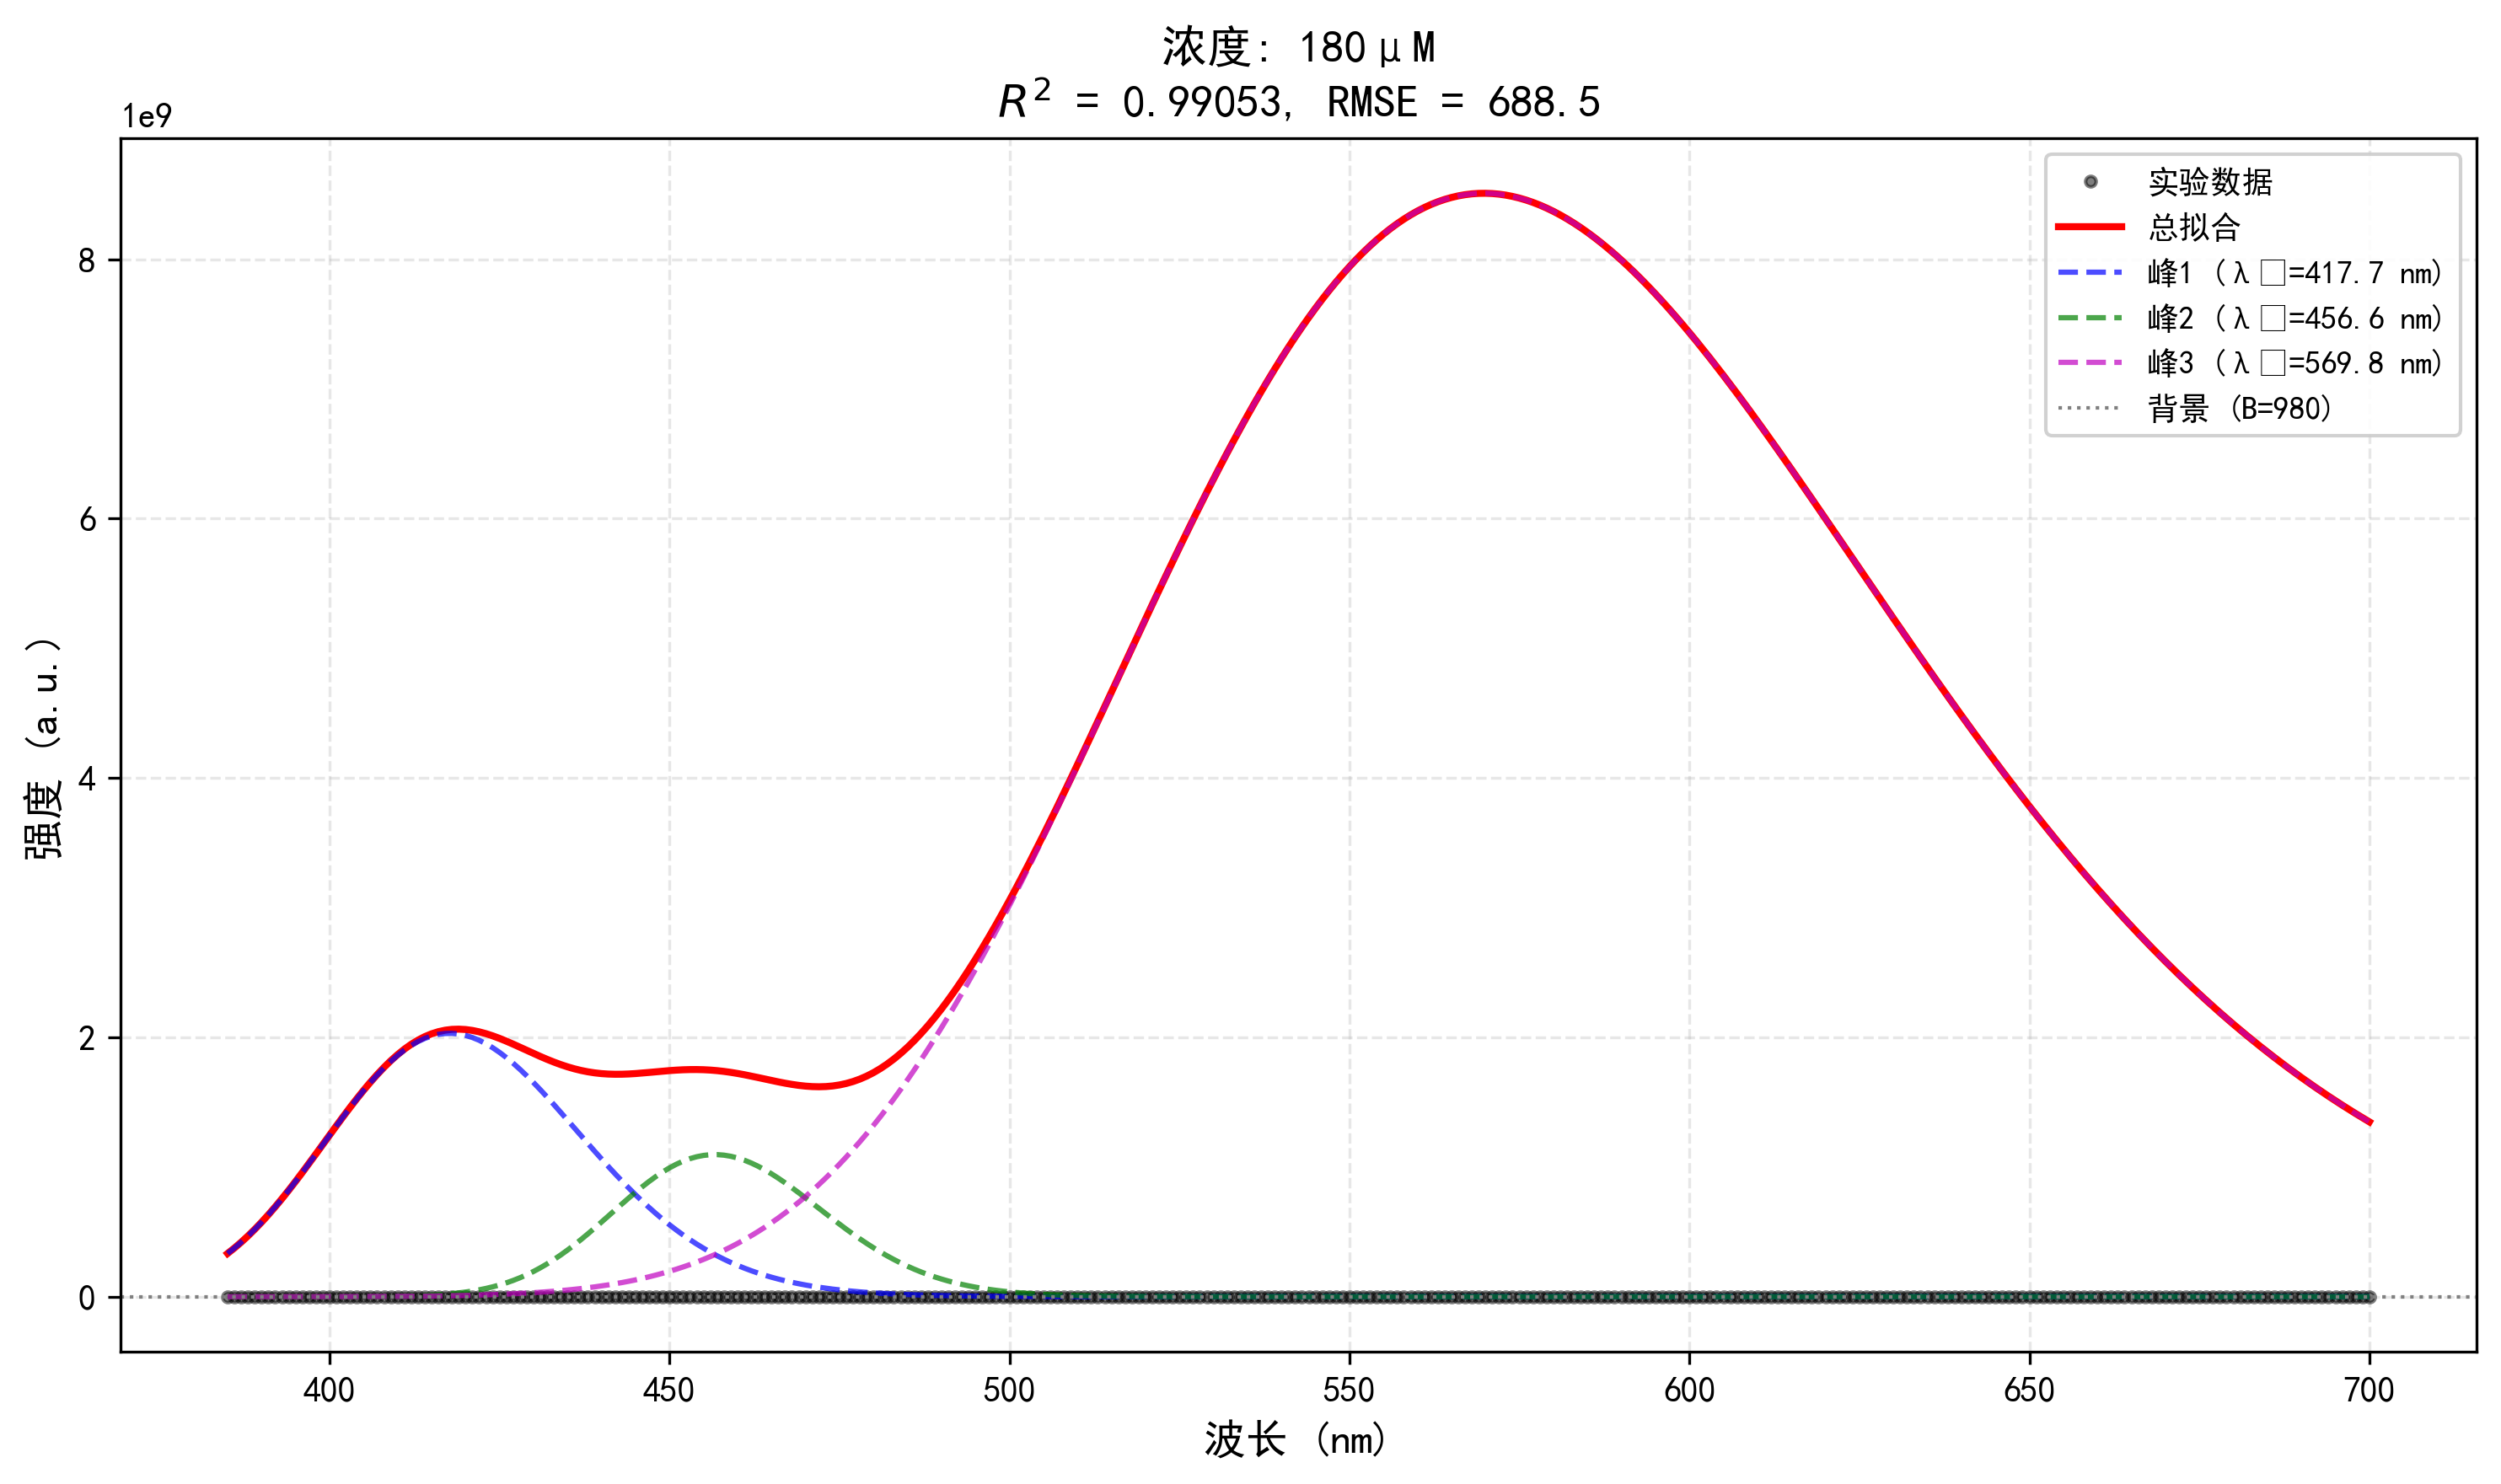 浓度: 180μM
R² = 0.99053, RMSE = 688.5
1e9
实验数据
总拟合
峰1 (λ□=417.7 nm)
峰2 (λ□=456.6 nm)
峰3 (λ□=569.8 nm)
背景 (B=980)
8
6
4
2
0
强度 (a.u.)
400
450
500
550
600
650
700
波长 (nm)